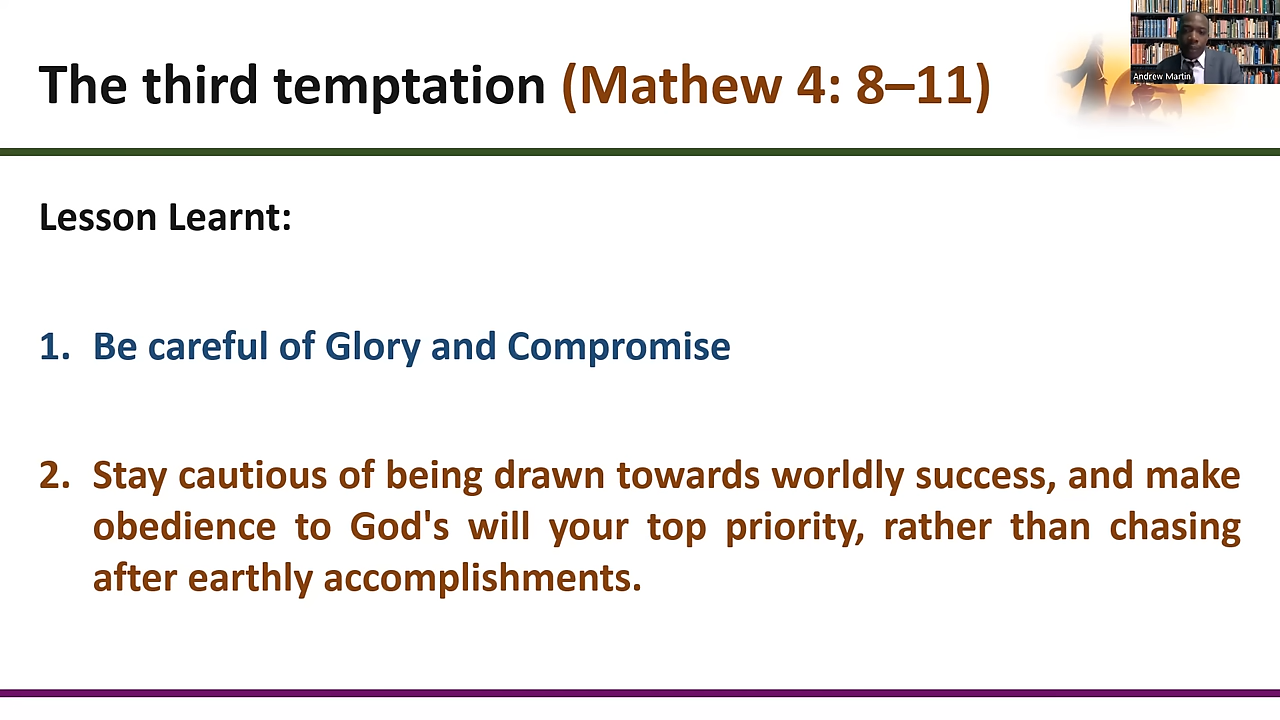 The third temptation (Mathew 4: 8–11)
Andrew Martin
Lesson Learnt:
1. Be careful of Glory and Compromise
2. Stay cautious of being drawn towards worldly success, and make
obedience to God's will your top priority, rather than chasing
after earthly accomplishments.